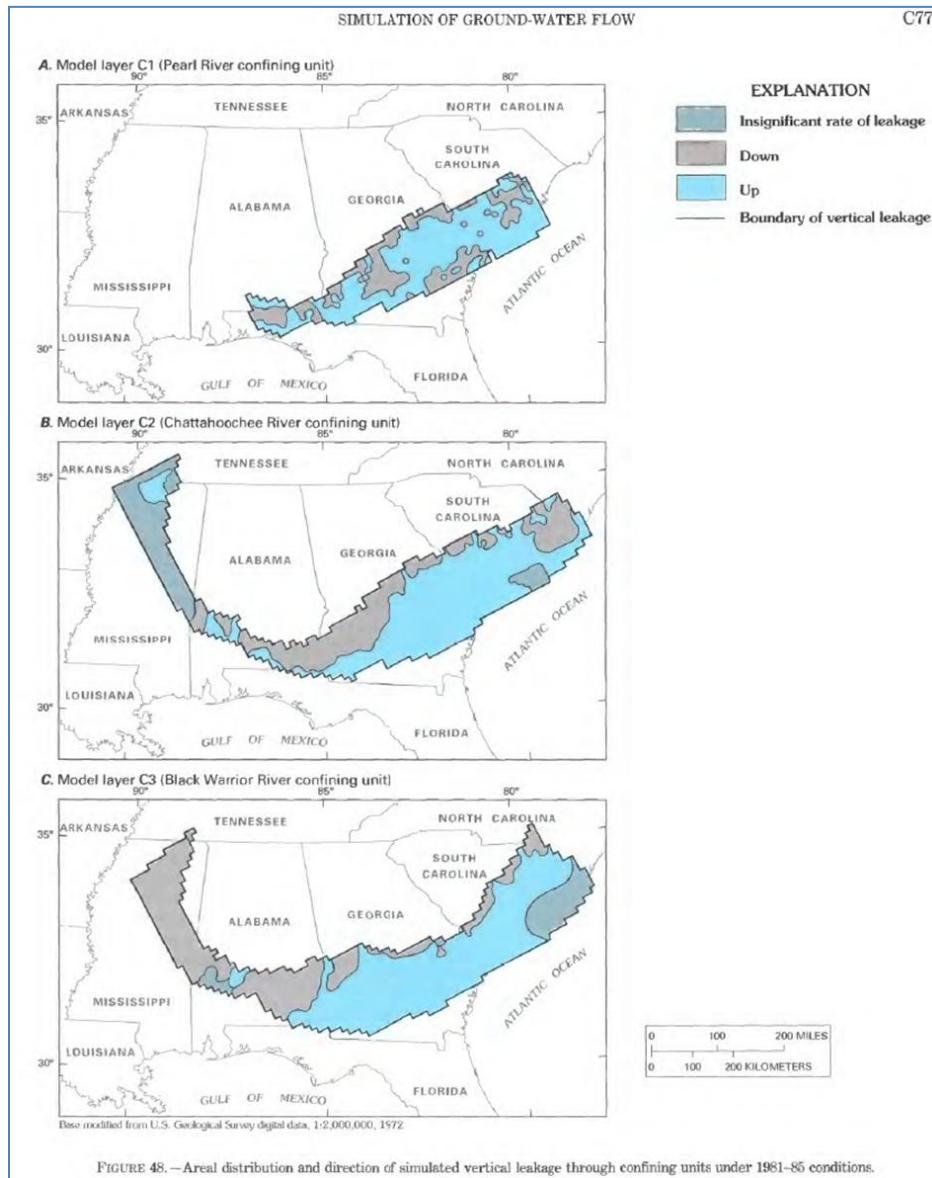 SIMULATION OF GROUND-WATER FLOW
C77
A. Model layer C1 (Pearl River confining unit)
90° 85° 80°
ARKANSAS TENNESSEE NORTH CAROLINA
35°
SOUTH
CAROLINA
GEORGIA
ALABAMA
MISSISSIPPI
ATLANTIC OCEAN
LOUISIANA
30°
FLORIDA
GULF OF MEXICO
EXPLANATION
Insignificant rate of leakage
Down
Up
Boundary of vertical leakage
B. Model layer C2 (Chattahoochee River confining unit)
90° 85° 80°
ARKANSAS TENNESSEE NORTH CAROLINA
35°
SOUTH
CAROLINA
GEORGIA
ALABAMA
MISSISSIPPI
ATLANTIC OCEAN
LOUISIANA
30°
FLORIDA
GULF OF MEXICO
C. Model layer C3 (Black Warrior River confining unit)
90° 85° 80°
ARKANSAS TENNESSEE NORTH CAROLINA
35°
SOUTH
CAROLINA
GEORGIA
ALABAMA
MISSISSIPPI
ATLANTIC OCEAN
LOUISIANA
30°
FLORIDA
GULF OF MEXICO
0 100 200 MILES
0 100 200 KILOMETERS
Base modified from U.S. Geological Survey digital data, 1:2,000,000, 1972
FIGURE 48.—Areal distribution and direction of simulated vertical leakage through confining units under 1981–85 conditions.